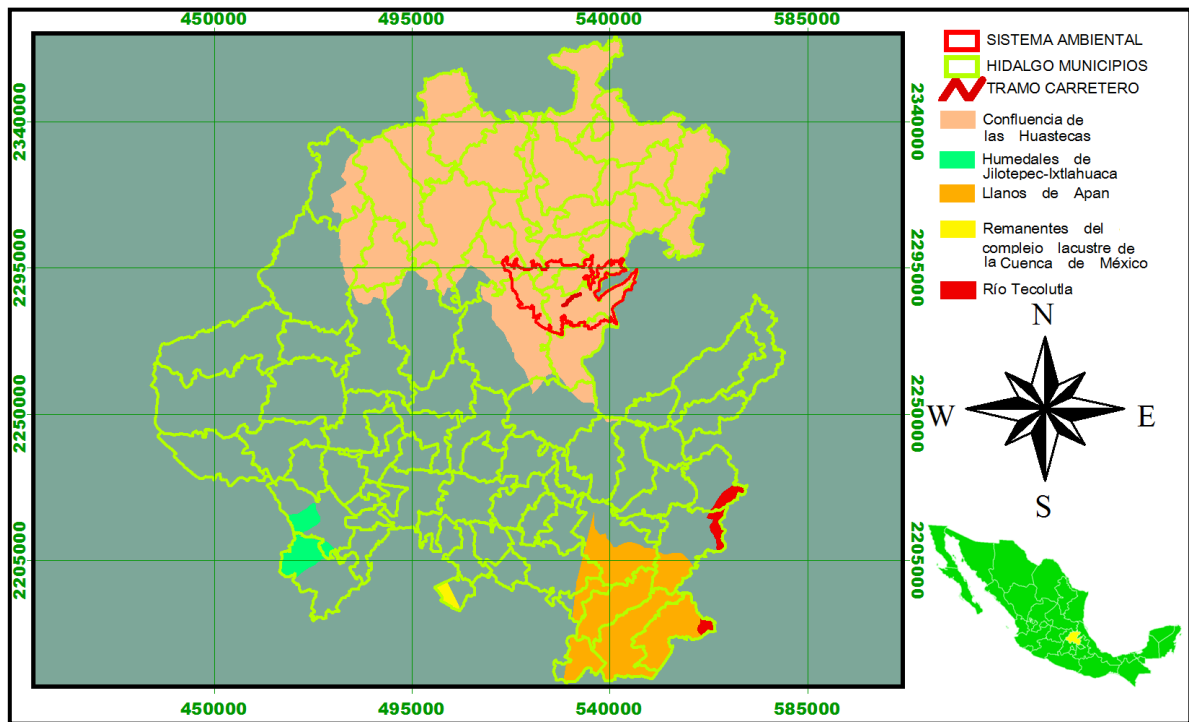 450000 495000 540000 585000
2340000
2295000
2250000
2205000
2340000
2295000
2250000
2205000
450000 495000 540000 585000
SISTEMA AMBIENTAL
HIDALGO MUNICIPIOS
TRAMO CARRETERO
Confluencia de
las Huastecas
Humedales de
Jilotepec-Ixtlahuaca
Llanos de Apan
Remanentes del
complejo lacustre de
la Cuenca de México
Río Tecolutla
N
W E
S